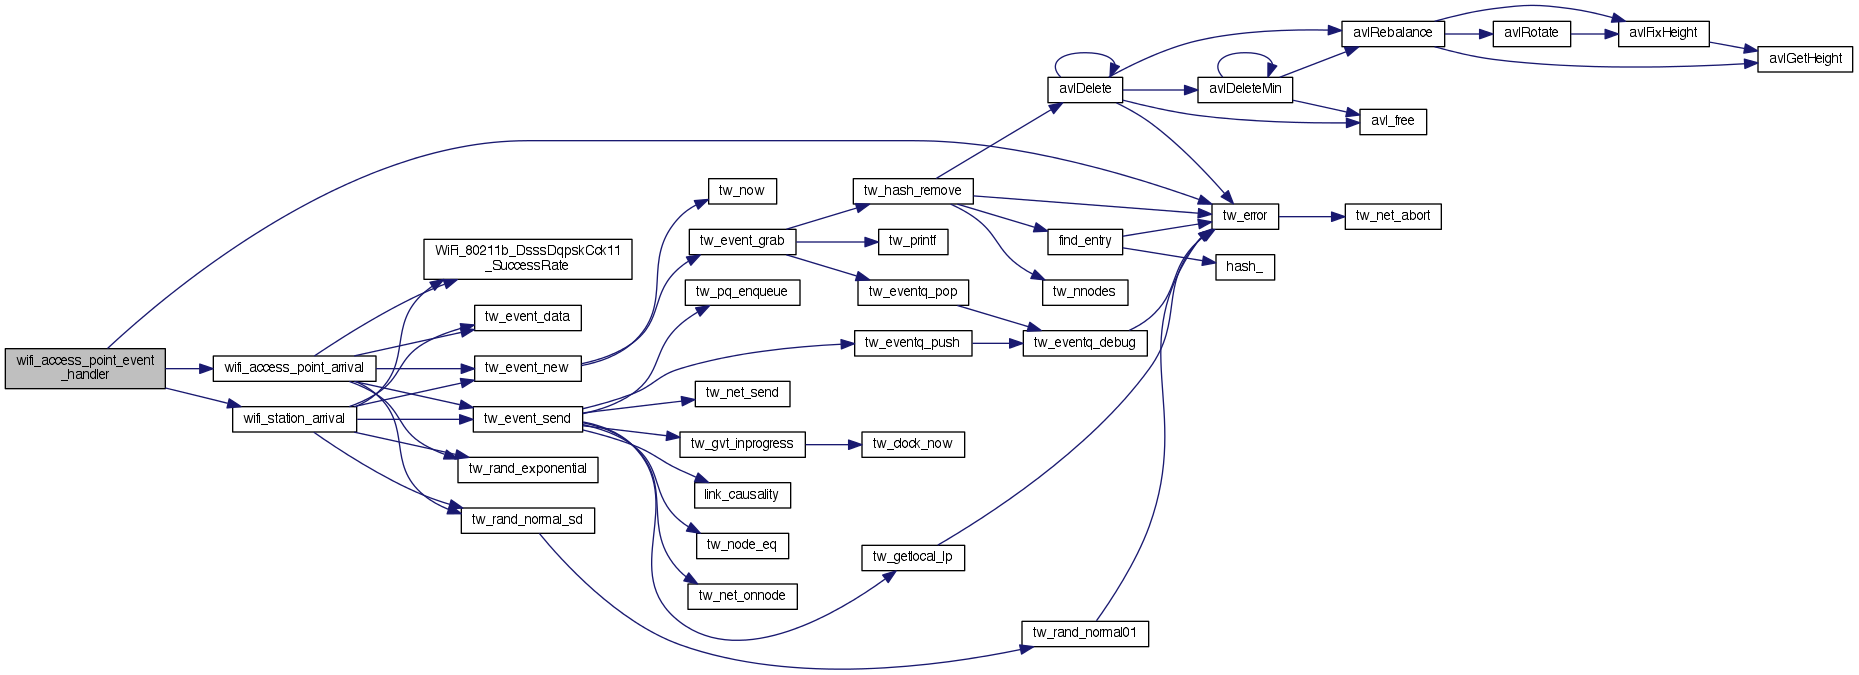 wifi_access_point_event
_handler
wifi_access_point_arrival
wifi_station_arrival
WiFi_80211b_DsssDqpskCck11
_SuccessRate
tw_event_data
tw_event_new
tw_event_send
tw_rand_exponential
tw_rand_normal_sd
tw_now
tw_event_grab
tw_pq_enqueue
tw_net_send
tw_gvt_inprogress
link_causality
tw_node_eq
tw_net_onnode
tw_hash_remove
tw_printf
tw_eventq_pop
tw_eventq_push
tw_clock_now
tw_getlocal_lp
avlDelete
find_entry
tw_nnodes
tw_eventq_debug
tw_rand_normal01
avlDeleteMin
tw_error
hash_
avlRebalance
avl_free
tw_net_abort
avlRotate
avlFixHeight
avlGetHeight